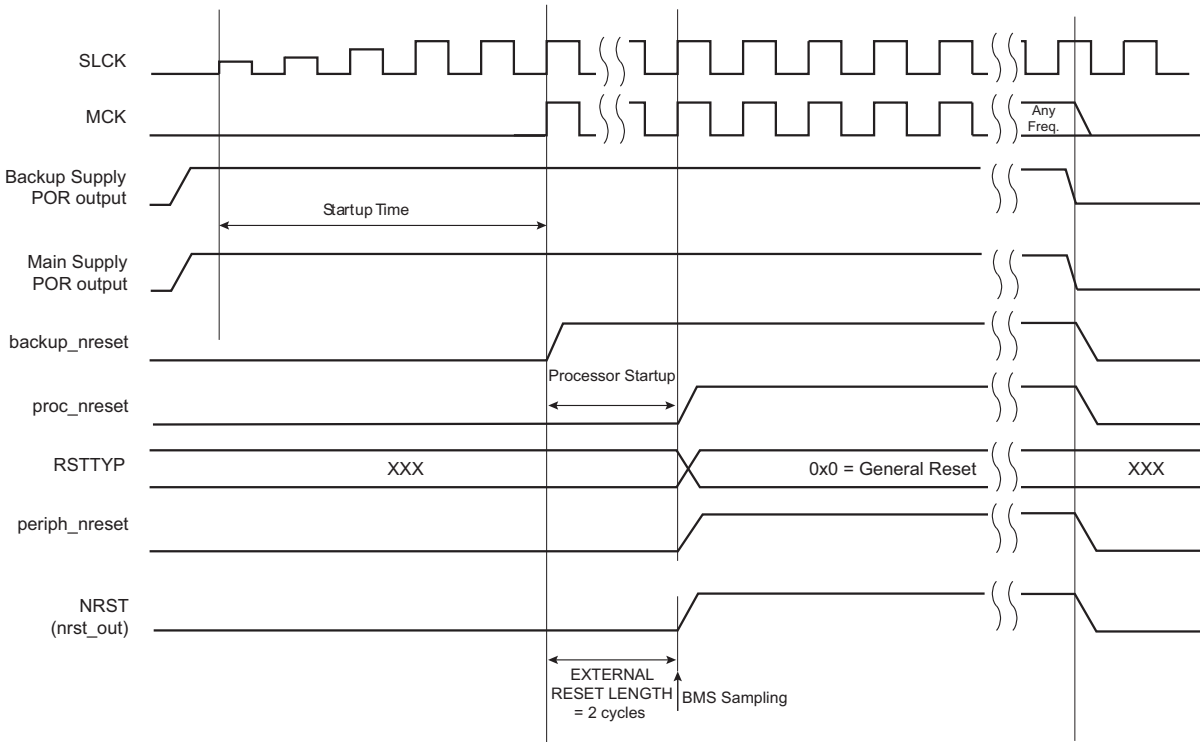 SLCK
MCK
Any
Freq.
Backup Supply
POR output
Startup Time
Main Supply
POR output
backup_nreset
Processor Startup
proc_nreset
RSTTYP
XXX
0x0 = General Reset
XXX
periph_nreset
NRST
(nrst_out)
EXTERNAL
RESET LENGTH
= 2 cycles
BMS Sampling